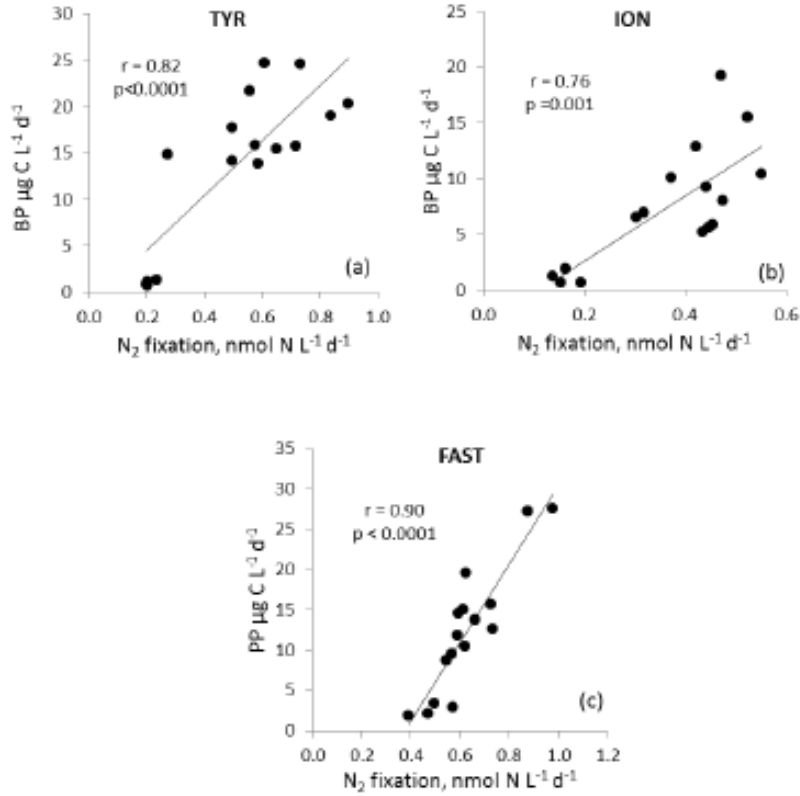 TYR
r = 0.82
p<0.0001
30
25
20
15
10
5
0
BP µg C L⁻¹ d⁻¹
(a)
0.0 0.2 0.4 0.6 0.8 1.0
N₂ fixation, nmol N L⁻¹ d⁻¹
ION
r = 0.76
p =0.001
25
20
15
10
5
0
BP µg C L⁻¹ d⁻¹
(b)
0.0 0.2 0.4 0.6
N₂ fixation, nmol N L⁻¹ d⁻¹
FAST
r = 0.90
p < 0.0001
35
30
25
20
15
10
5
0
PP µg C L⁻¹ d⁻¹
(c)
0.0 0.2 0.4 0.6 0.8 1.0 1.2
N₂ fixation, nmol N L⁻¹ d⁻¹